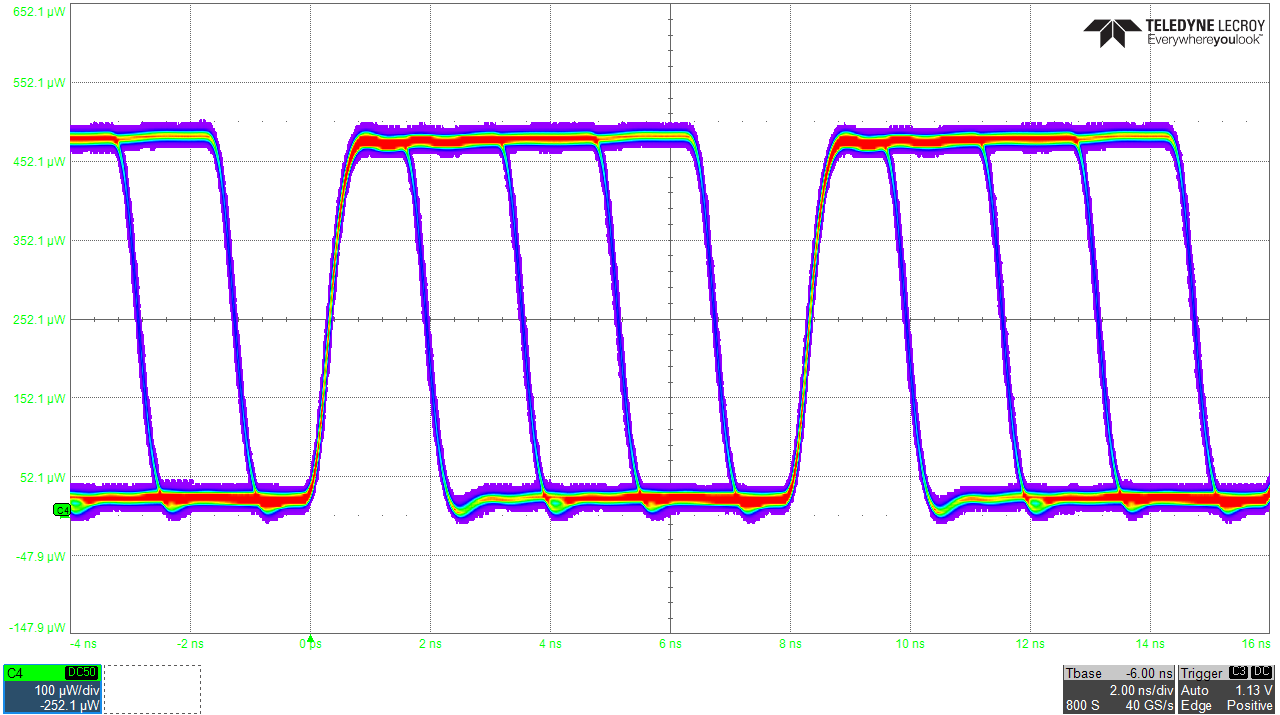 652.1 µW
TELEDYNE LECROY
Everywhereyoulook™
552.1 µW
452.1 µW
352.1 µW
252.1 µW
152.1 µW
52.1 µW
C4
-47.9 µW
-147.9 µW
-4 ns -2 ns 0 ps 2 ns 4 ns 6 ns 8 ns 10 ns 12 ns 14 ns 16 ns
C4 DC50
100 µW/div
-252.1 µW
Tbase -6.00 ns
2.00 ns/div
800 S 40 GS/s
Trigger C3 DC
Auto 1.13 V
Edge Positive